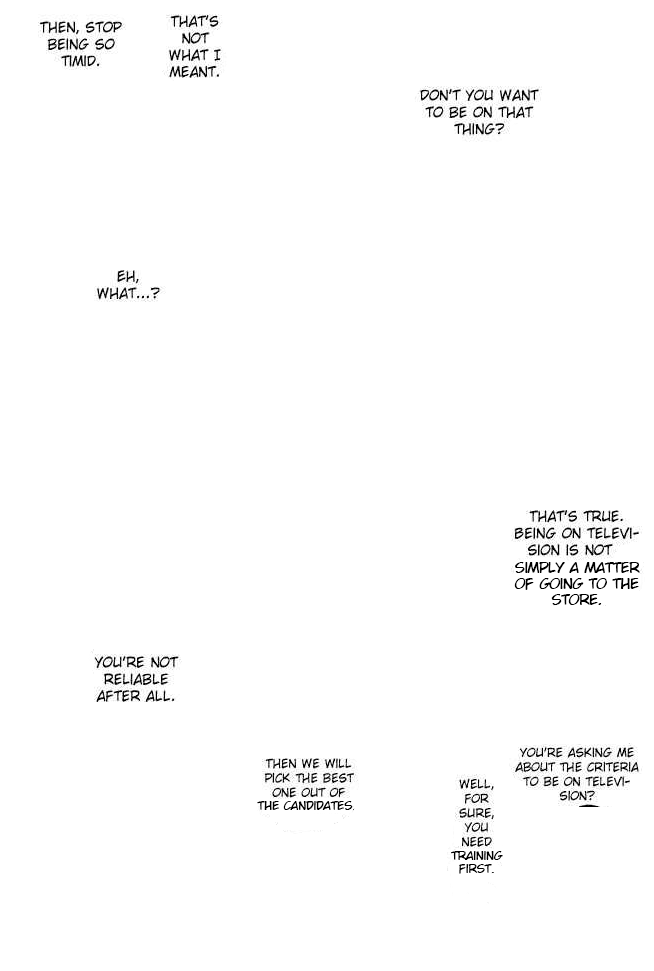 DON'T YOU WANT
TO BE ON THAT
THING?
THAT'S
NOT
WHAT I
MEANT.
THEN, STOP
BEING SO
TIMID.
EH,
WHAT...?
THAT'S TRUE.
BEING ON TELEVI-
SION IS NOT
SIMPLY A MATTER
OF GOING TO THE
STORE.
YOU'RE NOT
RELIABLE
AFTER ALL.
YOU'RE ASKING ME
ABOUT THE CRITERIA
TO BE ON TELEVI-
SION?
WELL,
FOR
SURE,
YOU
NEED
TRAINING
FIRST.
THEN WE WILL
PICK THE BEST
ONE OUT OF
THE CANDIDATES.